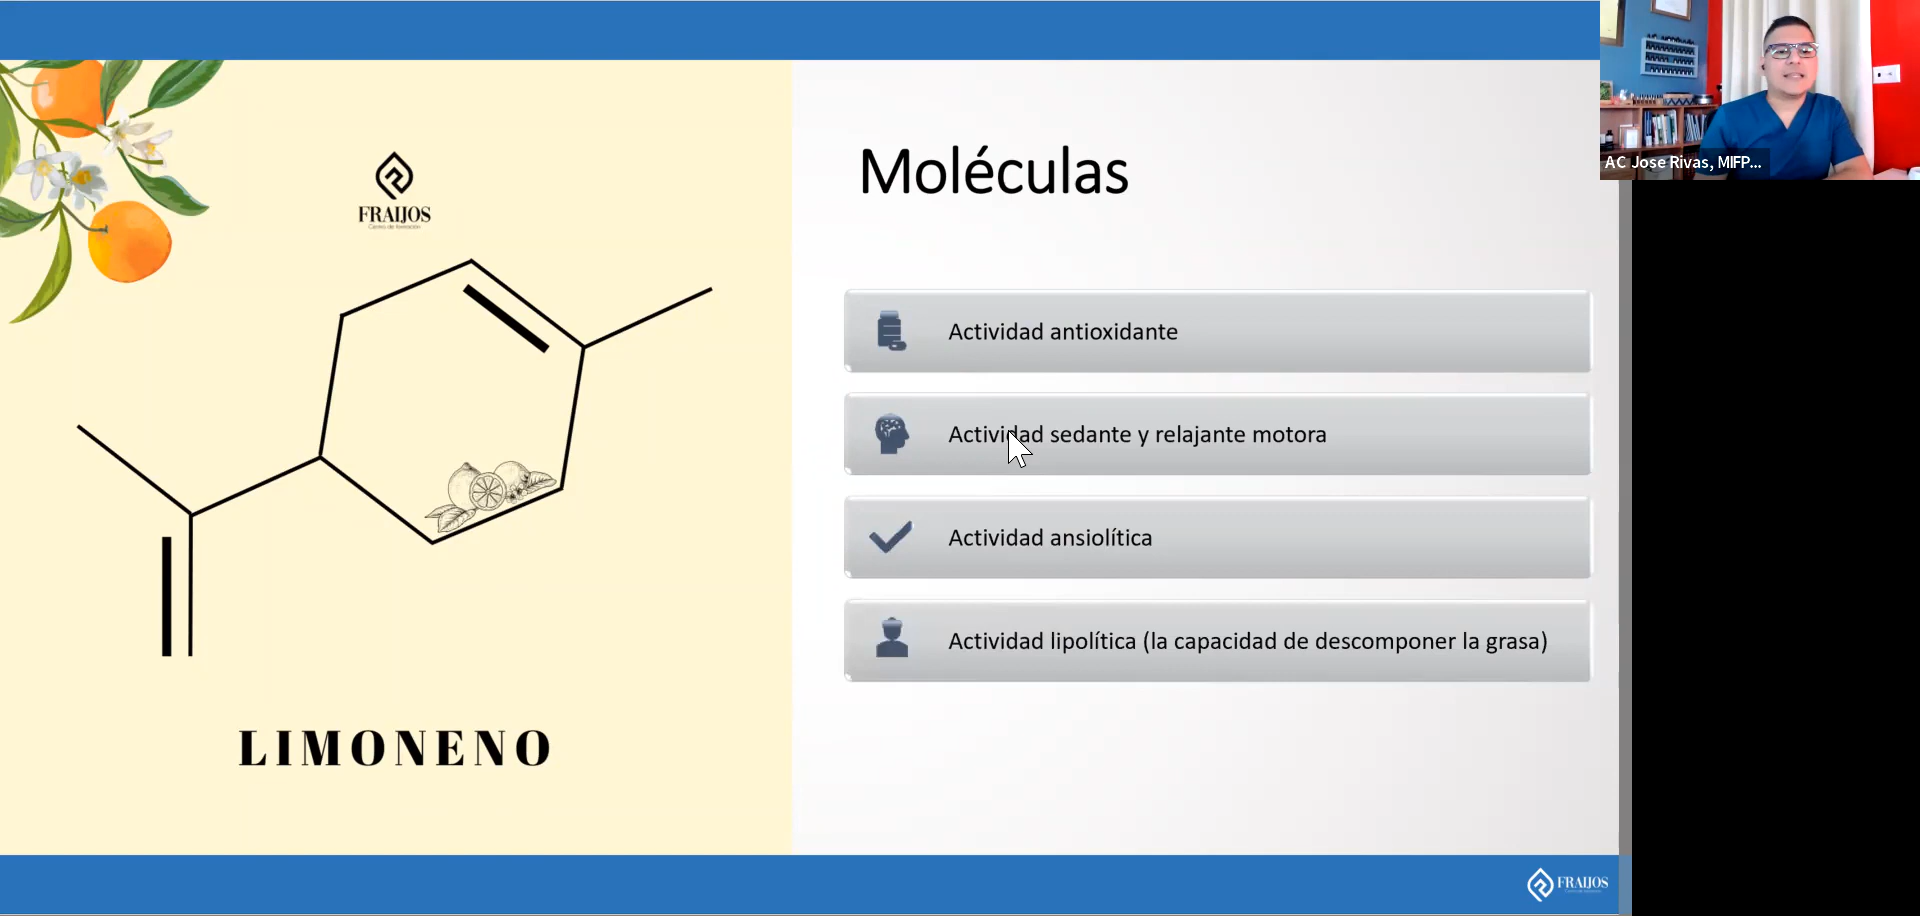 AC Jose Rivas, MIFP...
FRAIJOS
Centro de formación
Moléculas
Actividad antioxidante
Actividad sedante y relajante motora
Actividad ansiolítica
Actividad lipolítica (la capacidad de descomponer la grasa)
LIMONENO
FRAIJOS